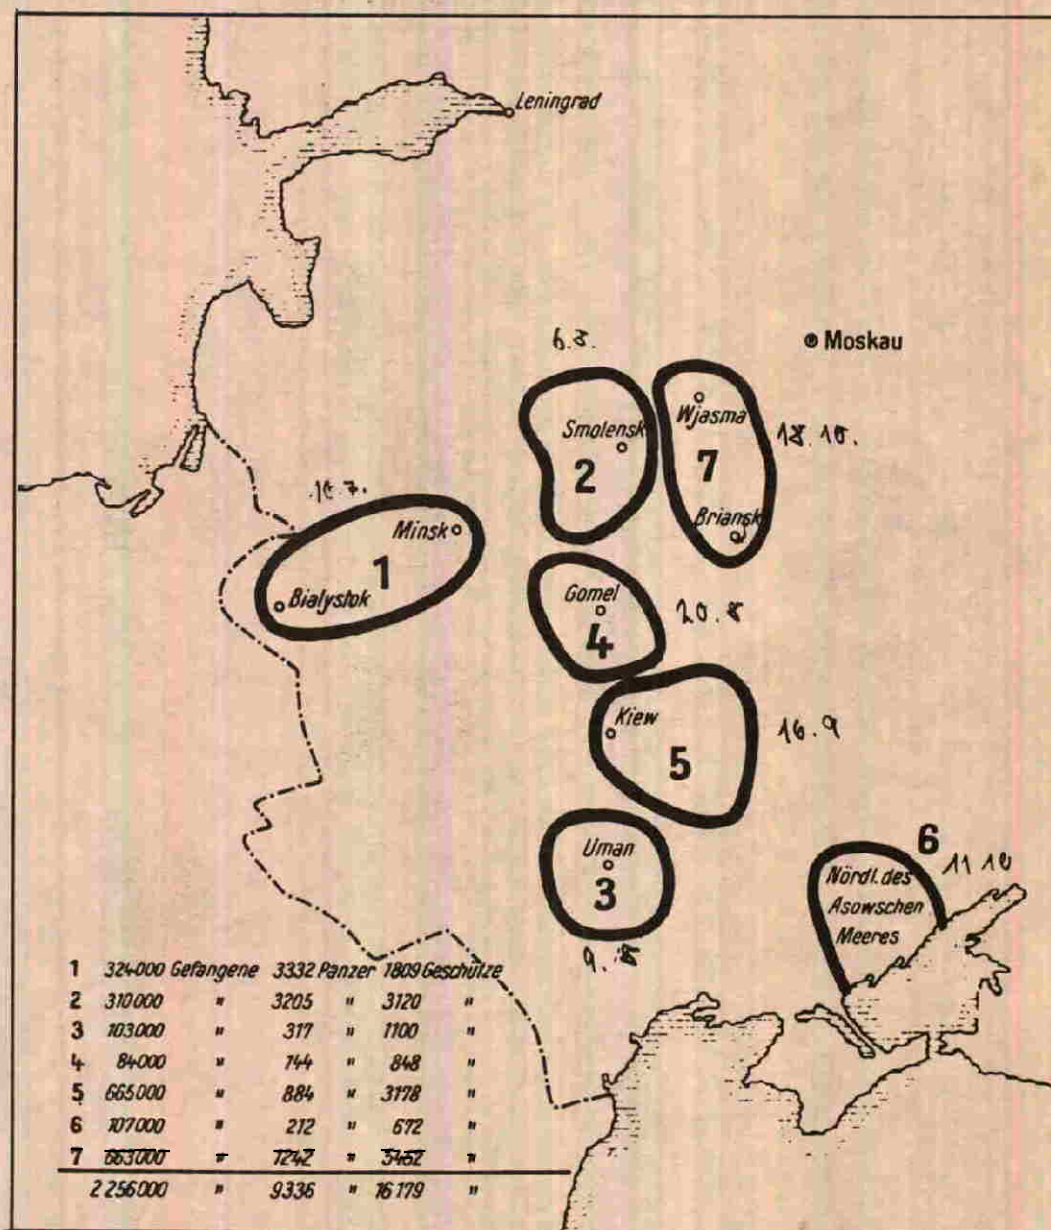 Leningrad
6.8.
Moskau
Wjasma
Smolensk
18.10.
2
7
10.7.
Minsk
Briansk
1
Bialystok
Gomel
20.8
4
Kiew
16.9
5
Uman
6
11 10
3
Nördl. des
Asowschen
Meeres
9.8
1 324000 Gefangene 3332 Panzer 1809 Geschütze
2 310000 " 3205 " 3120 "
3 103000 " 317 " 1100 "
4 84000 " 144 " 848 "
5 665000 " 884 " 3178 "
6 107000 " 212 " 672 "
7 663000 " 1242 " 5452 "
2 256000 " 9336 " 16179 "